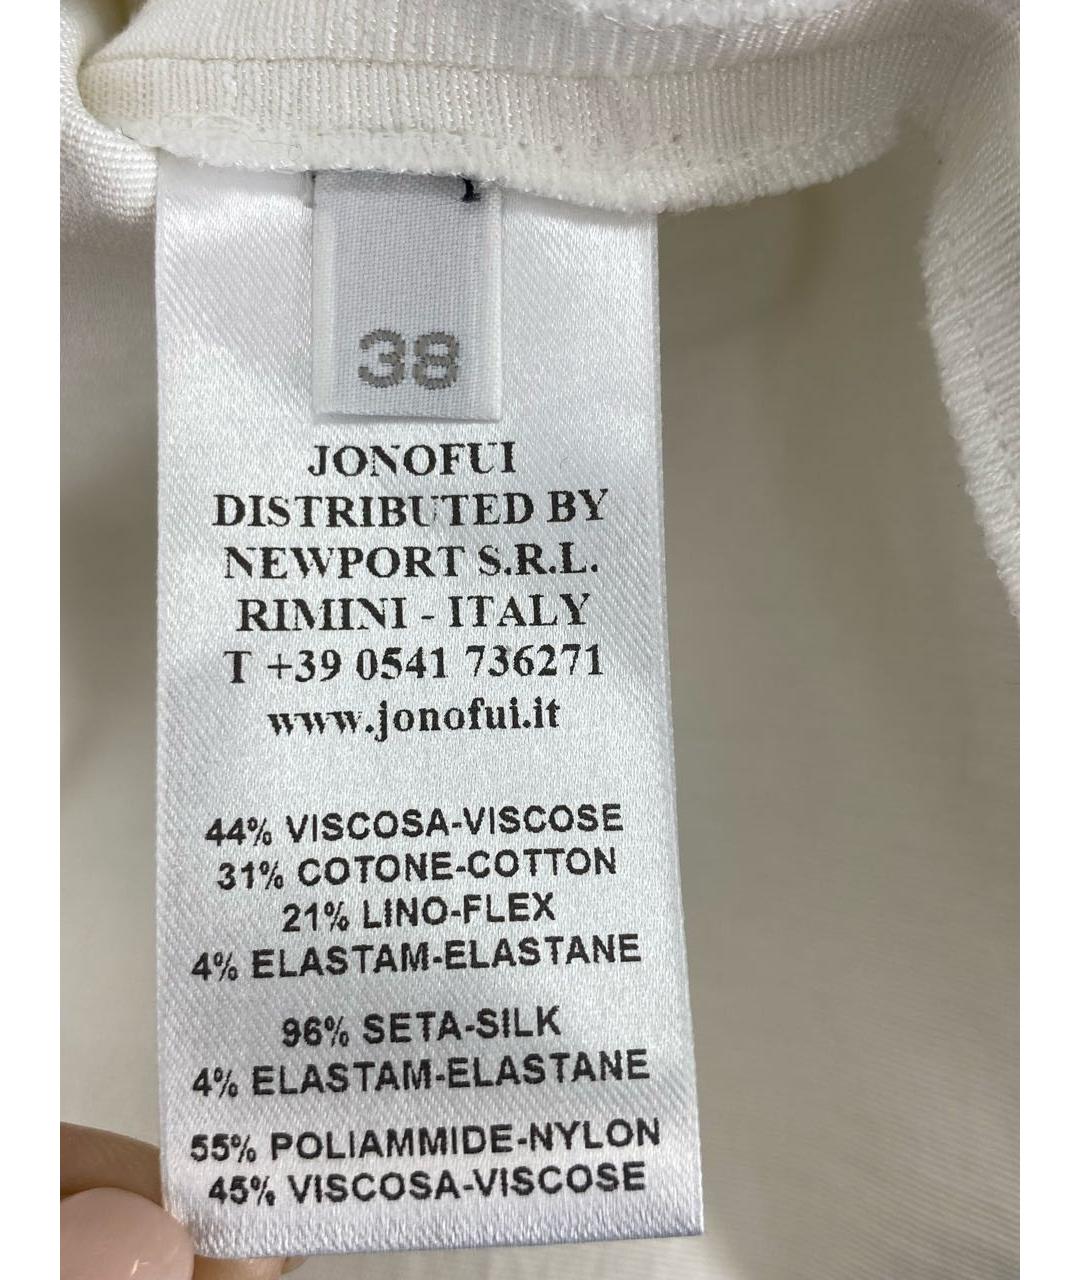 38
JONOFUI
DISTRIBUTED BY
NEWPORT S.R.L.
RIMINI - ITALY
T +39 0541 736271
www.jonofui.it
44% VISCOSA-VISCOSE
31% COTONE-COTTON
21% LINO-FLEX
4% ELASTAM-ELASTANE
96% SETA-SILK
4% ELASTAM-ELASTANE
55% POLIAMMIDE-NYLON
45% VISCOSA-VISCOSE